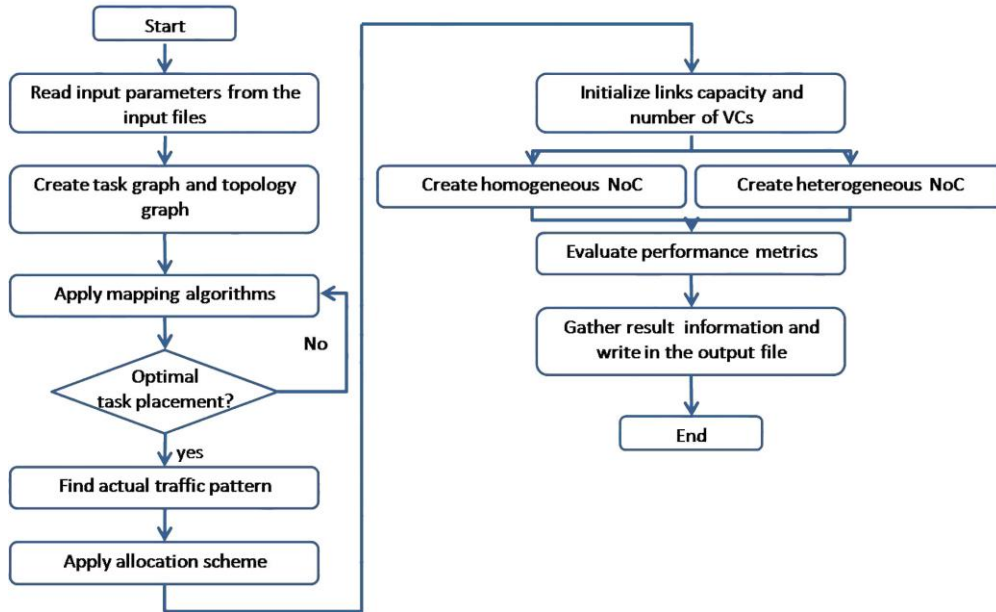 Start
Read input parameters from the
input files
Create task graph and topology
graph
Apply mapping algorithms
No
Optimal
task placement?
yes
Find actual traffic pattern
Apply allocation scheme
Initialize links capacity and
number of VCs
Create homogeneous NoC
Create heterogeneous NoC
Evaluate performance metrics
Gather result information and
write in the output file
End